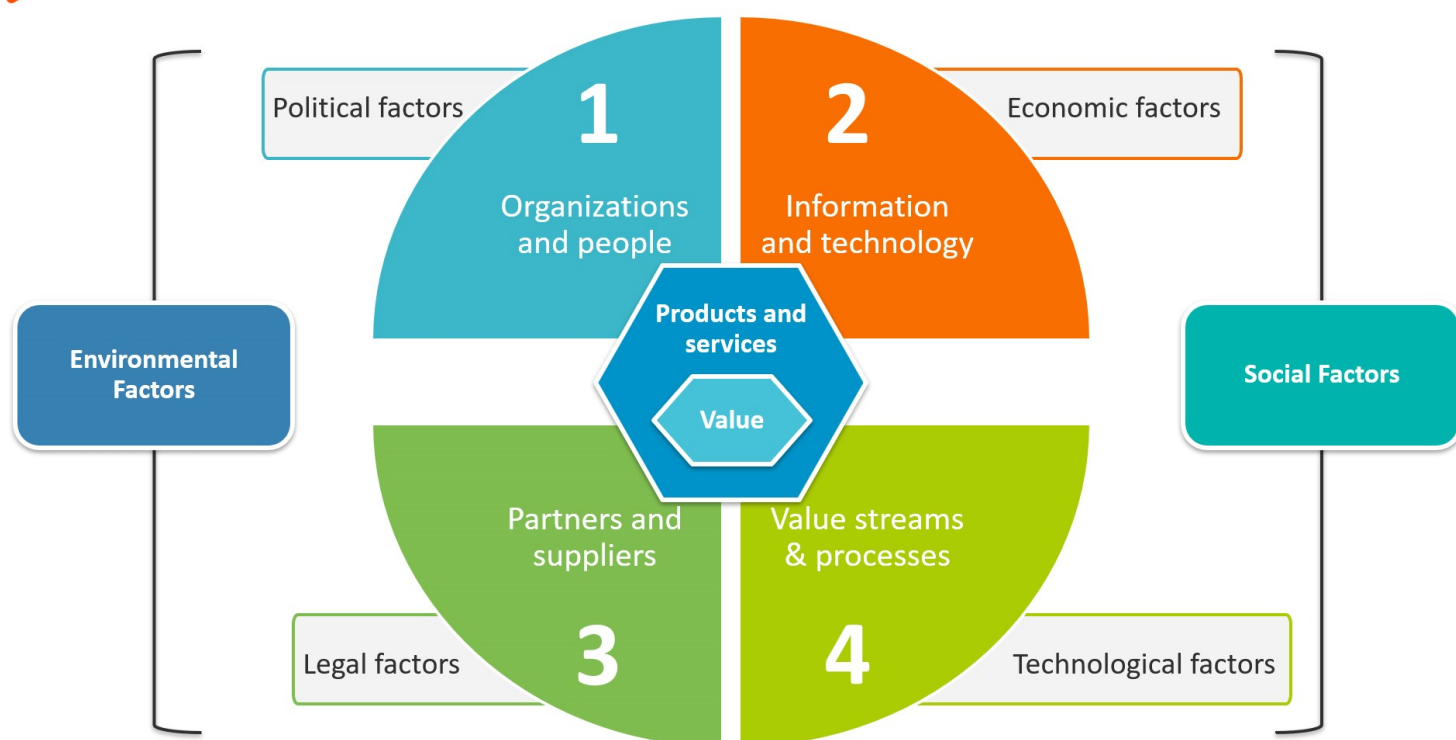 Political factors
1
Organizations
and people
2
Information
and technology
Economic factors
Environmental
Factors
Products and
services
Value
Social Factors
Partners and
suppliers
3
Legal factors
Value streams
& processes
4
Technological factors